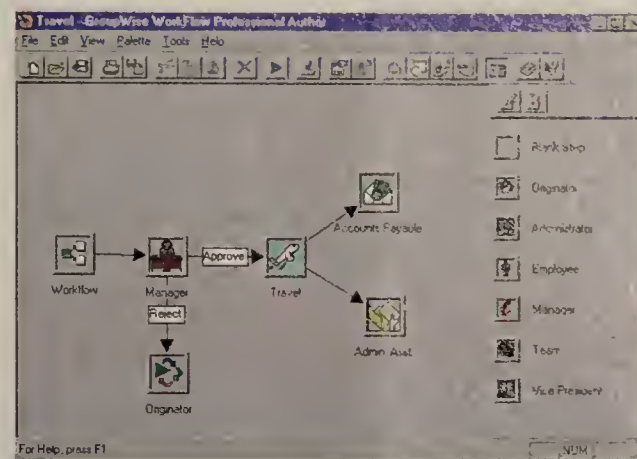 Travel - GroupWise WorkFlow Professional Author
File Edit View Palette Tools Help
Blank Step
Originator
Accounts Payable
Administrator
Approve
Employee
Workflow
Manager
Travel
Manager
Reject
Admin Asst
Team
Originator
Vice President
For Help, press F1
NUM